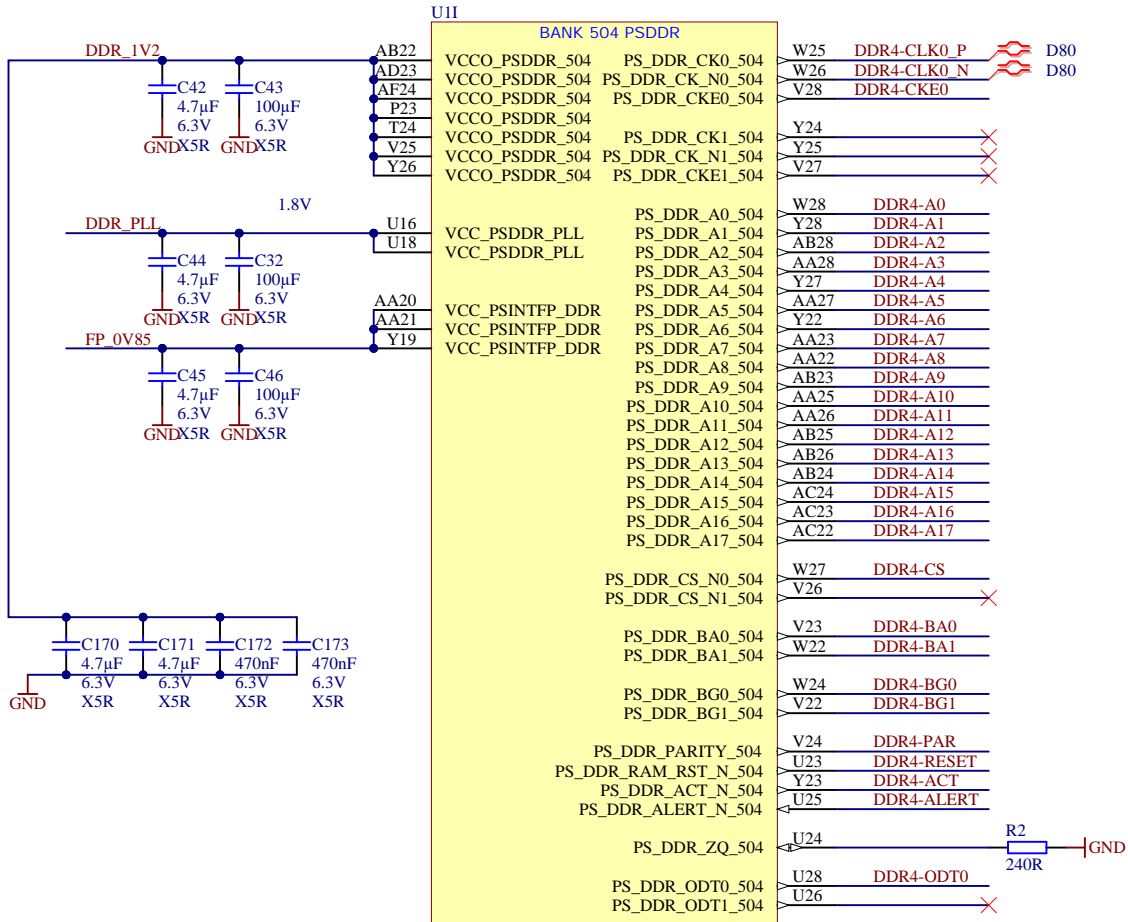 U1I
BANK 504 PSDDR
DDR_1V2
AB22 VCCO_PSDDR_504
AD23 VCCO_PSDDR_504
AF24 VCCO_PSDDR_504
P23 VCCO_PSDDR_504
T24 VCCO_PSDDR_504
V25 VCCO_PSDDR_504
Y26 VCCO_PSDDR_504
C42
4.7µF
6.3V
X5R
GND
C43
100µF
6.3V
X5R
GND
1.8V
DDR_PLL
U16 VCC_PSDDR_PLL
U18 VCC_PSDDR_PLL
C44
4.7µF
6.3V
X5R
GND
C32
100µF
6.3V
X5R
GND
AA20 VCC_PSINTFP_DDR
AA21 VCC_PSINTFP_DDR
Y19 VCC_PSINTFP_DDR
FP_0V85
C45
4.7µF
6.3V
X5R
GND
C46
100µF
6.3V
X5R
GND
C170
4.7µF
6.3V
X5R
C171
4.7µF
6.3V
X5R
C172
470nF
6.3V
X5R
C173
470nF
6.3V
X5R
GND
PS_DDR_CK0_504 W25 DDR4-CLK0_P D80
PS_DDR_CK_N0_504 W26 DDR4-CLK0_N D80
PS_DDR_CKE0_504 V28 DDR4-CKE0
PS_DDR_CK1_504 Y24
PS_DDR_CK_N1_504 Y25
PS_DDR_CKE1_504 V27
PS_DDR_A0_504 W28 DDR4-A0
PS_DDR_A1_504 Y28 DDR4-A1
PS_DDR_A2_504 AB28 DDR4-A2
PS_DDR_A3_504 AA28 DDR4-A3
PS_DDR_A4_504 Y27 DDR4-A4
PS_DDR_A5_504 AA27 DDR4-A5
PS_DDR_A6_504 Y22 DDR4-A6
PS_DDR_A7_504 AA23 DDR4-A7
PS_DDR_A8_504 AA22 DDR4-A8
PS_DDR_A9_504 AB23 DDR4-A9
PS_DDR_A10_504 AA25 DDR4-A10
PS_DDR_A11_504 AA26 DDR4-A11
PS_DDR_A12_504 AB25 DDR4-A12
PS_DDR_A13_504 AB26 DDR4-A13
PS_DDR_A14_504 AB24 DDR4-A14
PS_DDR_A15_504 AC24 DDR4-A15
PS_DDR_A16_504 AC23 DDR4-A16
PS_DDR_A17_504 AC22 DDR4-A17
PS_DDR_CS_N0_504 W27 DDR4-CS
PS_DDR_CS_N1_504 V26
PS_DDR_BA0_504 V23 DDR4-BA0
PS_DDR_BA1_504 W22 DDR4-BA1
PS_DDR_BG0_504 W24 DDR4-BG0
PS_DDR_BG1_504 V22 DDR4-BG1
PS_DDR_PARITY_504 V24 DDR4-PAR
PS_DDR_RAM_RST_N_504 U23 DDR4-RESET
PS_DDR_ACT_N_504 Y23 DDR4-ACT
PS_DDR_ALERT_N_504 U25 DDR4-ALERT
PS_DDR_ZQ_504 U24
R2
240R
GND
PS_DDR_ODT0_504 U28 DDR4-ODT0
PS_DDR_ODT1_504 U26